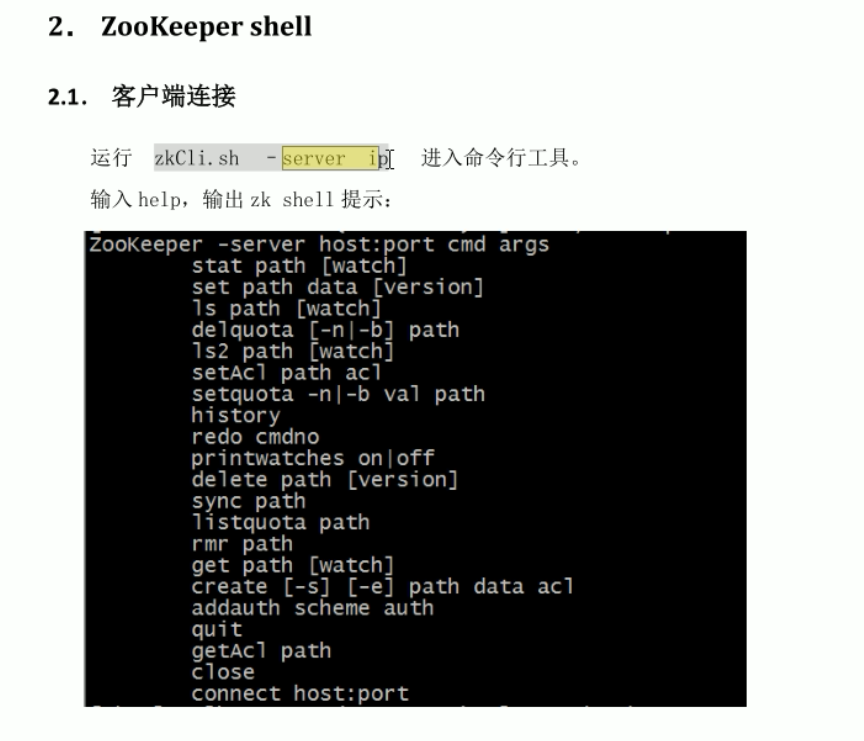 2. ZooKeeper shell
2.1. 客户端连接
运行 zkCli.sh -server ip 进入命令行工具。
输入 help，输出 zk shell 提示：
ZooKeeper -server host:port cmd args
stat path [watch]
set path data [version]
ls path [watch]
delquota [-n|-b] path
ls2 path [watch]
setAcl path acl
setquota -n|-b val path
history
redo cmdno
printwatches on|off
delete path [version]
sync path
listquota path
rmr path
get path [watch]
create [-s] [-e] path data acl
addauth scheme auth
quit
getAcl path
close
connect host:port